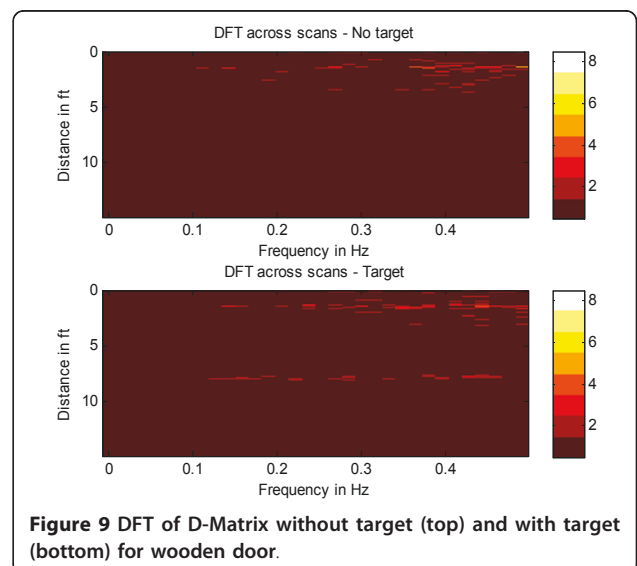 DFT across scans - No target
0
5
10
Distance in ft
0 0.1 0.2 0.3 0.4
Frequency in Hz
8
6
4
2
DFT across scans - Target
0
5
10
Distance in ft
0 0.1 0.2 0.3 0.4
Frequency in Hz
8
6
4
2
Figure 9 DFT of D-Matrix without target (top) and with target
(bottom) for wooden door.